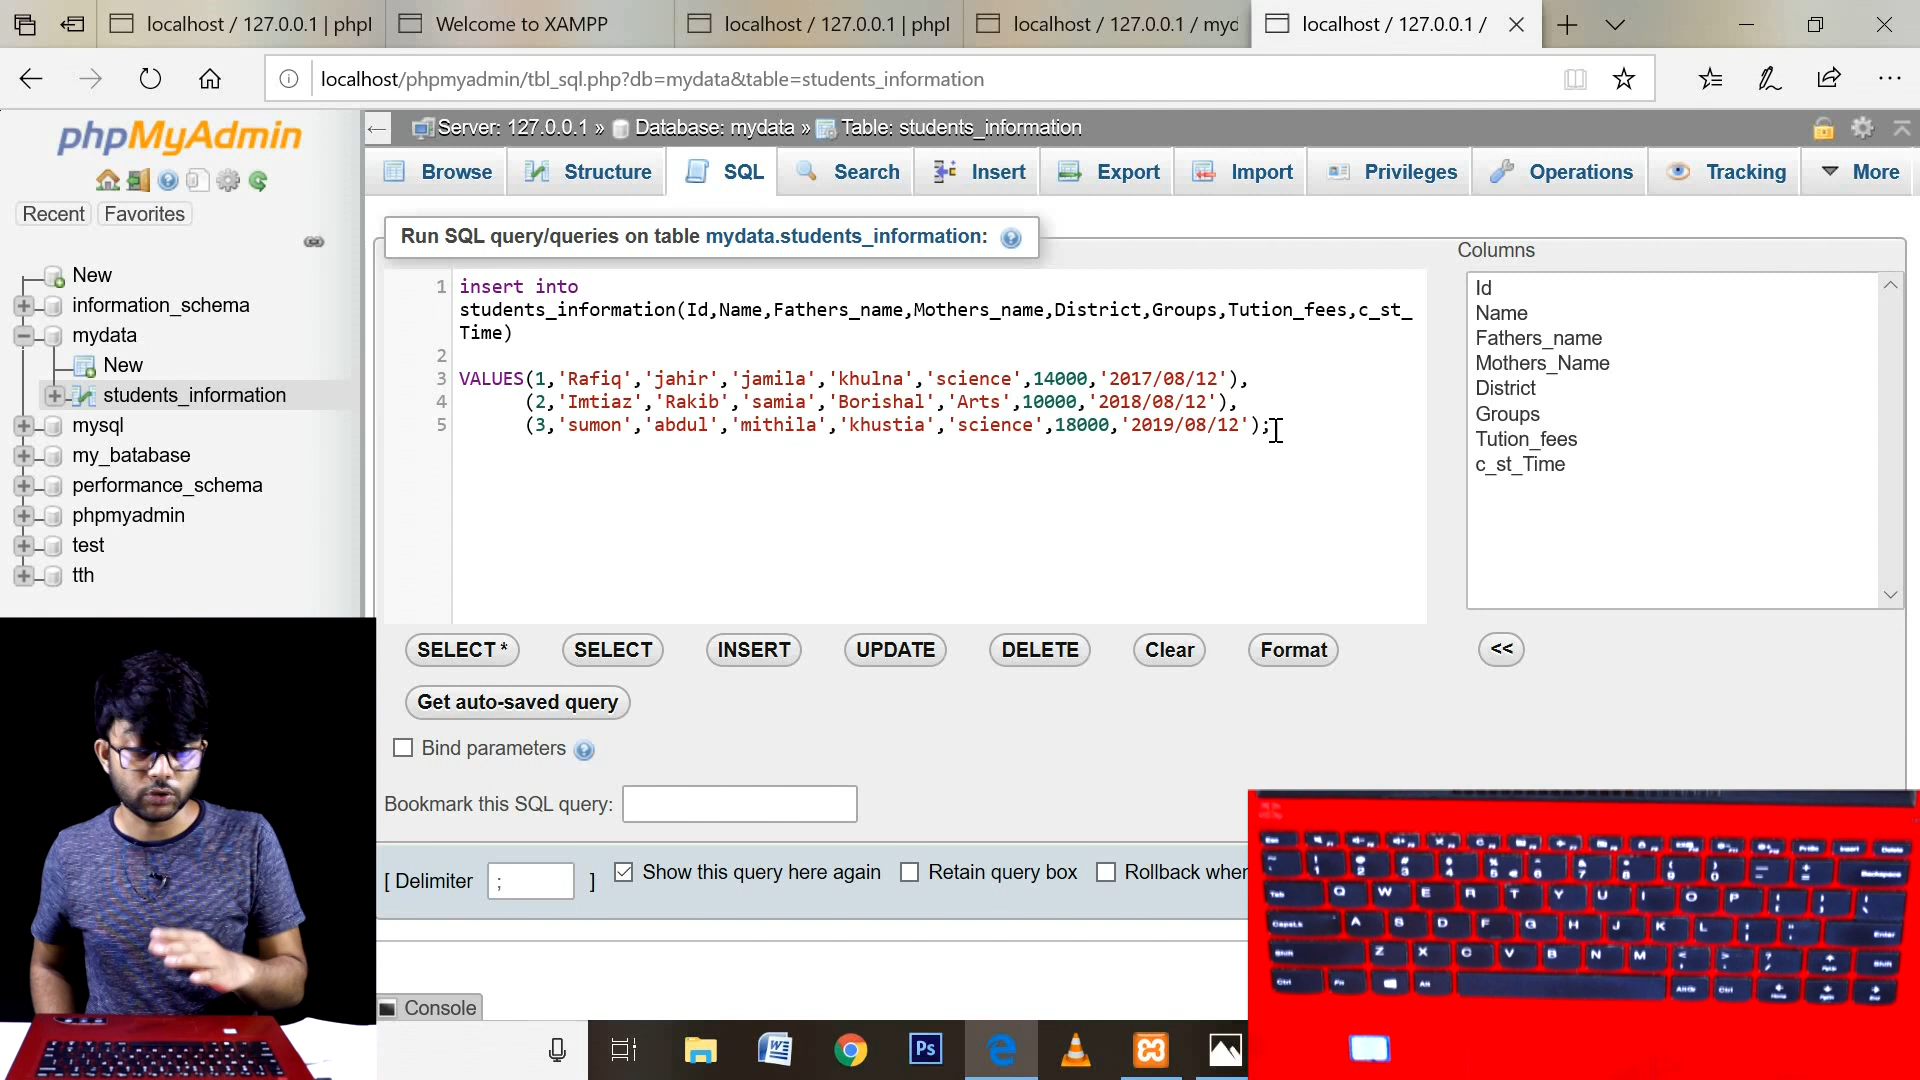 localhost / 127.0.0.1 | phpl
Welcome to XAMPP
localhost / 127.0.0.1 | phpl
localhost / 127.0.0.1 / myd
localhost / 127.0.0.1 /
localhost/phpmyadmin/tbl_sql.php?db=mydata&table=students_information
phpMyAdmin
Recent
Favorites
New
information_schema
mydata
New
students_information
mysql
my_batabase
performance_schema
phpmyadmin
test
tth
Server: 127.0.0.1 » Database: mydata » Table: students_information
Browse
Structure
SQL
Search
Insert
Export
Import
Privileges
Operations
Tracking
More
Run SQL query/queries on table mydata.students_information:
1 insert into
students_information(Id,Name,Fathers_name,Mothers_name,District,Groups,Tution_fees,c_st_
Time)
2
3 VALUES(1,'Rafiq','jahir','jamila','khulna','science',14000,'2017/08/12'),
4 (2,'Imtiaz','Rakib','samia','Borishal','Arts',10000,'2018/08/12'),
5 (3,'sumon','abdul','mithila','khustia','science',18000,'2019/08/12');
Columns
Id
Name
Fathers_name
Mothers_Name
District
Groups
Tution_fees
c_st_Time
SELECT *
SELECT
INSERT
UPDATE
DELETE
Clear
Format
<<
Get auto-saved query
Bind parameters
Bookmark this SQL query:
[ Delimiter ; ]
Show this query here again
Retain query box
Rollback wher
Console
Ps
Q W E R T Y U I O P
A S D F G H J K L
Z X C V B N M